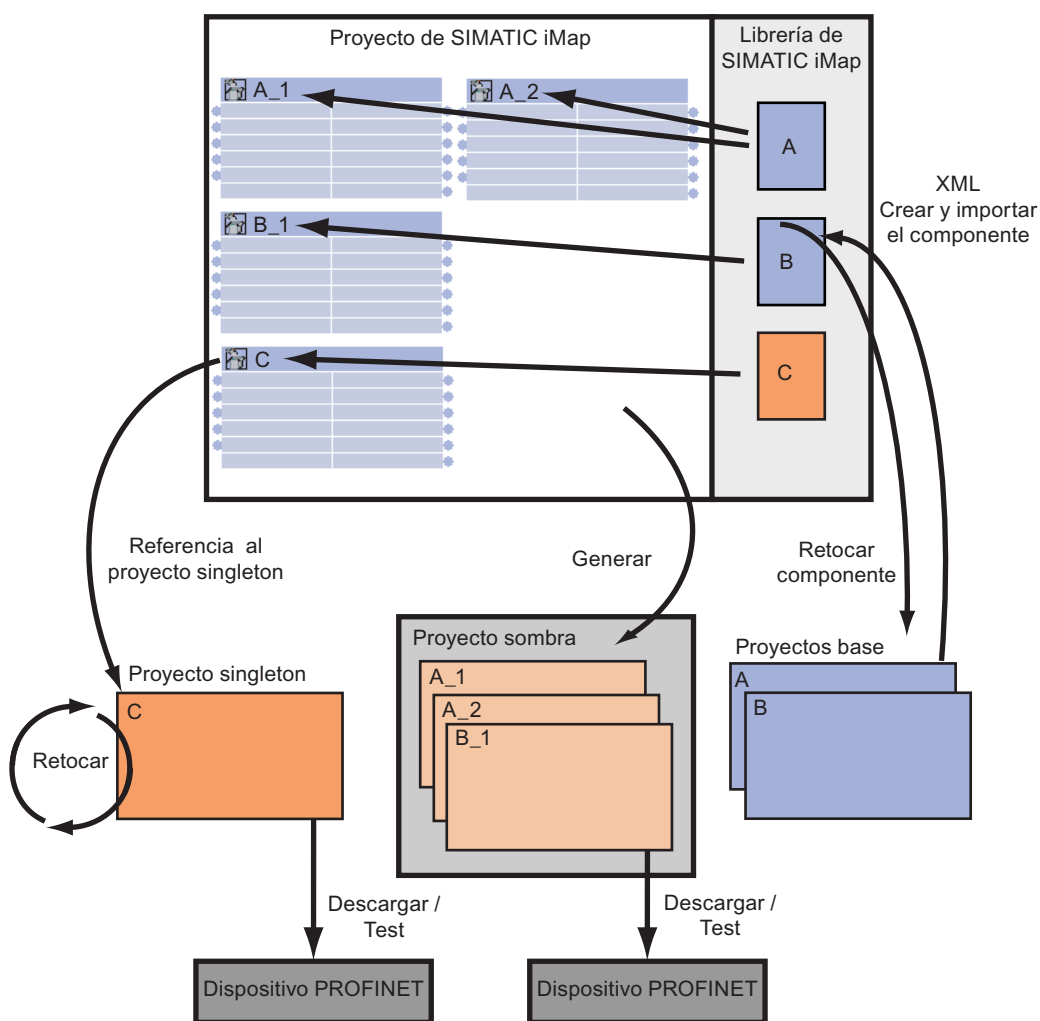 Proyecto de SIMATIC iMap
Librería de
SIMATIC iMap
A_1
A_2
A
B_1
B
C
C
XML
Crear y importar
el componente
Referencia al
proyecto singleton
Generar
Retocar
componente
Proyecto singleton
C
Retocar
Proyecto sombra
A_1
A_2
B_1
Proyectos base
A
B
Descargar /
Test
Descargar /
Test
Dispositivo PROFINET
Dispositivo PROFINET